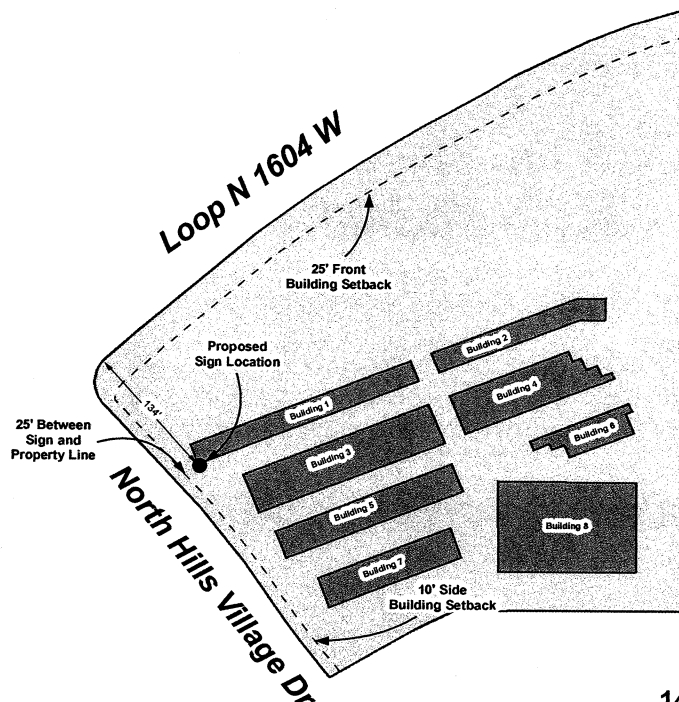 Loop N 1604 W
25' Front
Building Setback
Proposed
Sign Location
134'
25' Between
Sign and
Property Line
Building 1
Building 2
Building 3
Building 4
Building 5
Building 6
Building 7
Building 8
10' Side
Building Setback
North Hills Village Dr